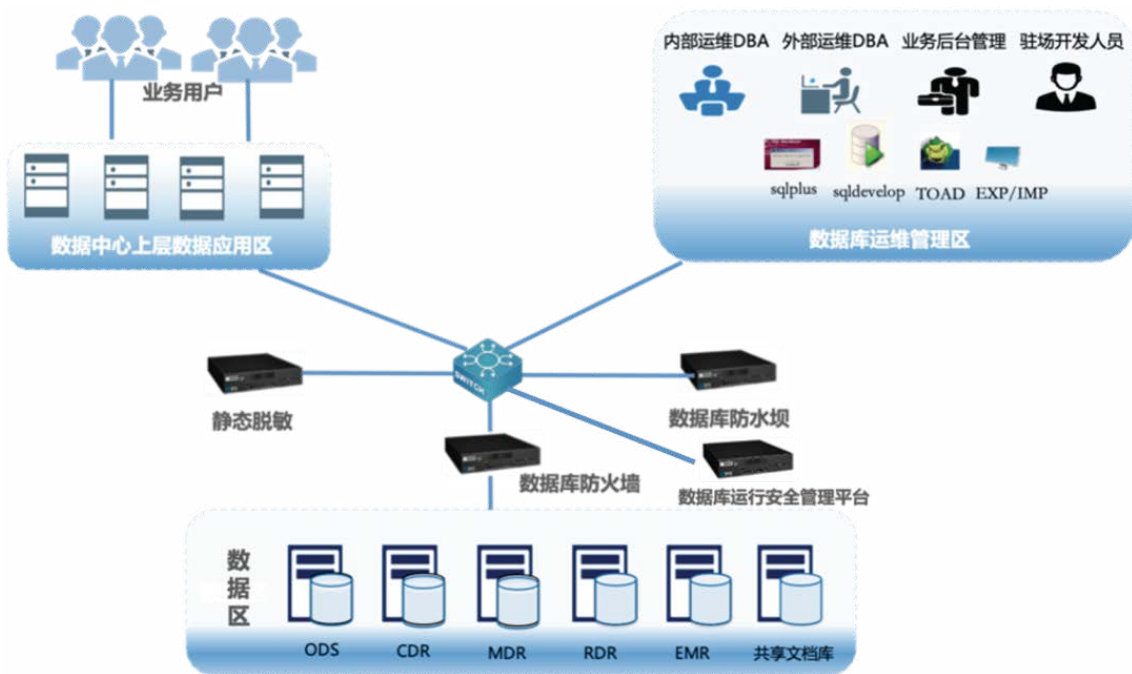 业务用户
内部运维DBA 外部运维DBA 业务后台管理 驻场开发人员
sqlplus sqldevelop TOAD EXP/IMP
数据中心上层数据应用区
数据库运维管理区
SWITCH
静态脱敏
数据库防水坝
数据库防火墙
数据库运行安全管理平台
数据区
ODS CDR MDR RDR EMR 共享文档库